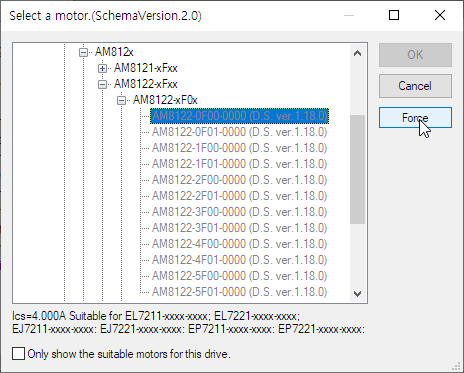 Select a motor.(SchemaVersion.2.0)
AM812x
AM8121-xFxx
AM8122-xFxx
AM8122-xF0x
AM8122-0F00-0000 (D.S. ver.1.18.0)
AM8122-0F01-0000 (D.S. ver.1.18.0)
AM8122-1F00-0000 (D.S. ver.1.18.0)
AM8122-1F01-0000 (D.S. ver.1.18.0)
AM8122-2F00-0000 (D.S. ver.1.18.0)
AM8122-2F01-0000 (D.S. ver.1.18.0)
AM8122-3F00-0000 (D.S. ver.1.18.0)
AM8122-3F01-0000 (D.S. ver.1.18.0)
AM8122-4F00-0000 (D.S. ver.1.18.0)
AM8122-4F01-0000 (D.S. ver.1.18.0)
AM8122-5F00-0000 (D.S. ver.1.18.0)
AM8122-5F01-0000 (D.S. ver.1.18.0)
OK
Cancel
Force
Ics=4.000A Suitable for EL7211-xxxx-xxxx; EL7221-xxxx-xxxx;
EJ7211-xxxx-xxxx: EJ7221-xxxx-xxxx: EP7211-xxxx-xxxx: EP7221-xxxx-xxxx:
Only show the suitable motors for this drive.